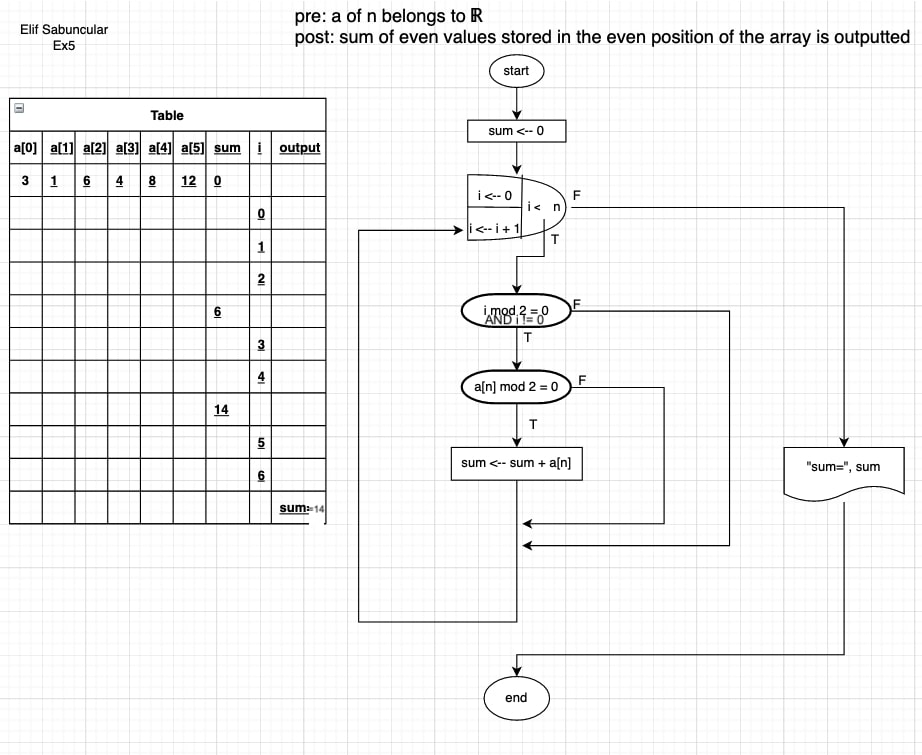 Elif Sabuncular
Ex5
pre: a of n belongs to ℝ
post: sum of even values stored in the even position of the array is outputted
Table
a[0] a[1] a[2] a[3] a[4] a[5] sum i output
3 1 6 4 8 12 0
0
1
2
6
3
4
14
5
6
sum=14
start
sum <-- 0
i <-- 0
i < n
F
i <-- i + 1
T
i mod 2 = 0
AND i != 0
F
T
a[n] mod 2 = 0
F
T
sum <-- sum + a[n]
"sum=", sum
end